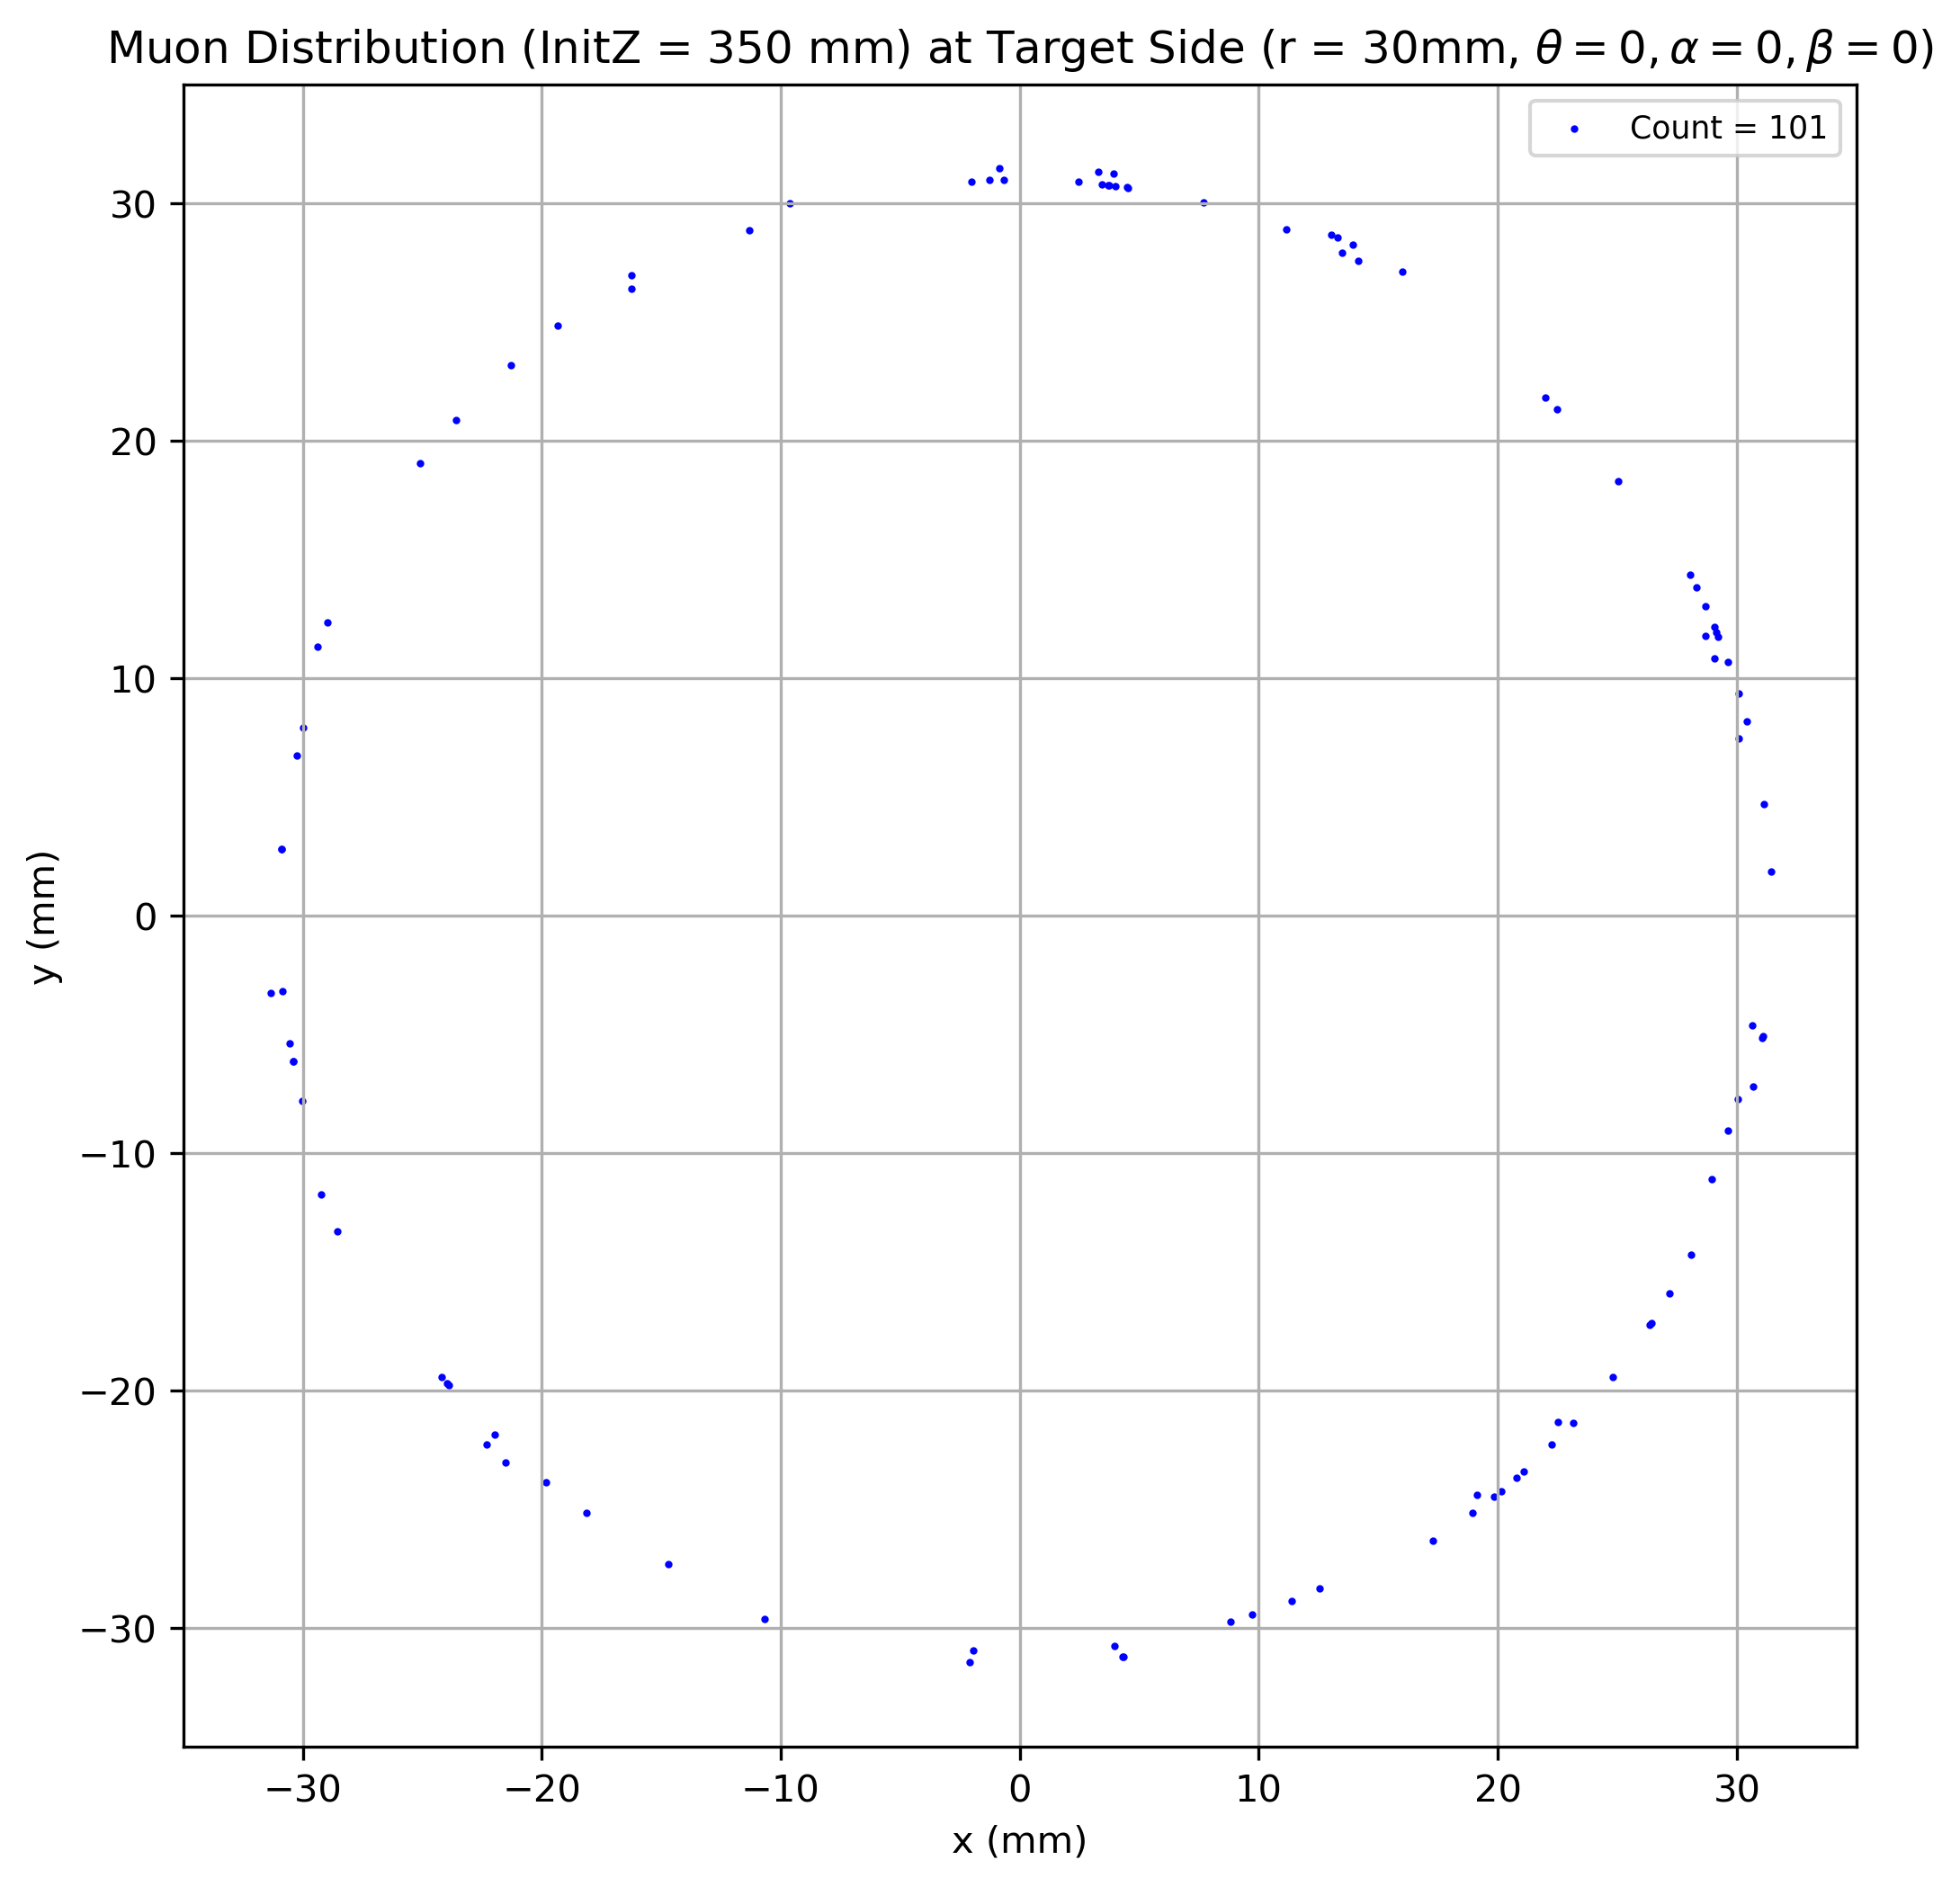 Muon Distribution (InitZ = 350 mm) at Target Side (r = 30mm, θ = 0, α = 0, β = 0)
Count = 101
30
20
10
0
−10
−20
−30
y (mm)
−30 −20 −10 0 10 20 30
x (mm)